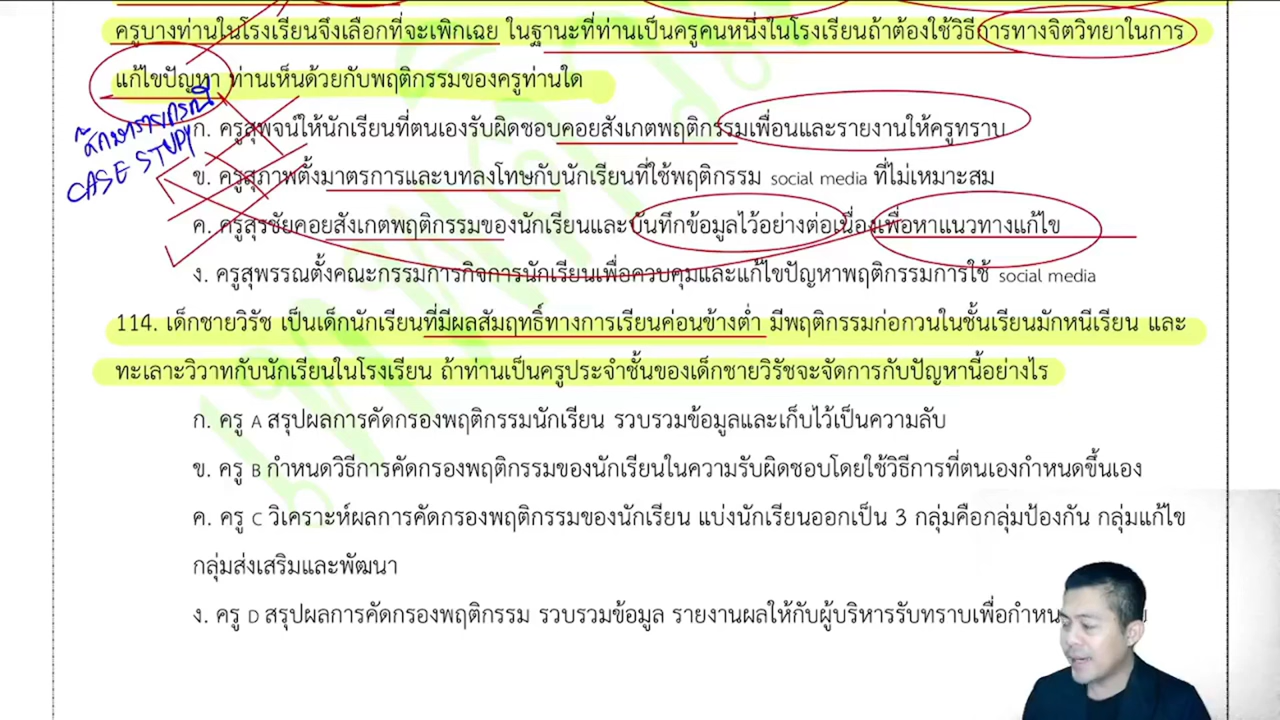 ครูบางท่านในโรงเรียนจึงเลือกที่จะเพิกเฉย ในฐานะที่ท่านเป็นครูคนหนึ่งในโรงเรียนถ้าต้องใช้วิธีการทางจิตวิทยาในการ
แก้ไขปัญหา ท่านเห็นด้วยกับพฤติกรรมของครูท่านใด
ก. ครูสุพจน์ให้นักเรียนที่ตนเองรับผิดชอบคอยสังเกตพฤติกรรมเพื่อนและรายงานให้ครูทราบ
CASE STUDY
ข. ครูสุภาพตั้งมาตรการและบทลงโทษกับนักเรียนที่ใช้พฤติกรรม social media ที่ไม่เหมาะสม
ค. ครูสุรชัยคอยสังเกตพฤติกรรมของนักเรียนและบันทึกข้อมูลไว้อย่างต่อเนื่องเพื่อหาแนวทางแก้ไข
ง. ครูสุพรรณตั้งคณะกรรมการกิจการนักเรียนเพื่อควบคุมและแก้ไขปัญหาพฤติกรรมการใช้ social media
114. เด็กชายวิรัช เป็นเด็กนักเรียนที่มีผลสัมฤทธิ์ทางการเรียนค่อนข้างต่ำ มีพฤติกรรมก่อกวนในชั้นเรียนมักหนีเรียน และ
ทะเลาะวิวาทกับนักเรียนในโรงเรียน ถ้าท่านเป็นครูประจำชั้นของเด็กชายวิรัชจะจัดการกับปัญหานี้อย่างไร
ก. ครู A สรุปผลการคัดกรองพฤติกรรมนักเรียน รวบรวมข้อมูลและเก็บไว้เป็นความลับ
ข. ครู B กำหนดวิธีการคัดกรองพฤติกรรมของนักเรียนในความรับผิดชอบโดยใช้วิธีการที่ตนเองกำหนดขึ้นเอง
ค. ครู C วิเคราะห์ผลการคัดกรองพฤติกรรมของนักเรียน แบ่งนักเรียนออกเป็น 3 กลุ่มคือกลุ่มป้องกัน กลุ่มแก้ไข
กลุ่มส่งเสริมและพัฒนา
ง. ครู D สรุปผลการคัดกรองพฤติกรรม รวบรวมข้อมูล รายงานผลให้กับผู้บริหารรับทราบเพื่อกำหน